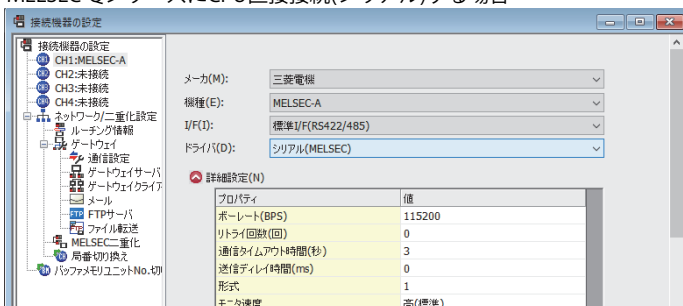 接続機器の設定
接続機器の設定
CH1:MELSEC-A
CH2:未接続
CH3:未接続
CH4:未接続
ネットワーク/二重化設定
ルーチング情報
ゲートウェイ
通信設定
ゲートウェイサーバ
ゲートウェイクライア
メール
FTP FTPサーバ
ファイル転送
MELSEC二重化
局番切り換え
バッファメモリユニットNo.切
メーカ(M): 三菱電機
機種(E): MELSEC-A
I/F(I): 標準I/F(RS422/485)
ドライバ(D): シリアル(MELSEC)
詳細設定(N)
プロパティ 値
ボーレート(BPS) 115200
リトライ回数(回) 0
通信タイムアウト時間(秒) 3
送信ディレイ時間(ms) 0
形式 1
モニタ速度 高(標準)